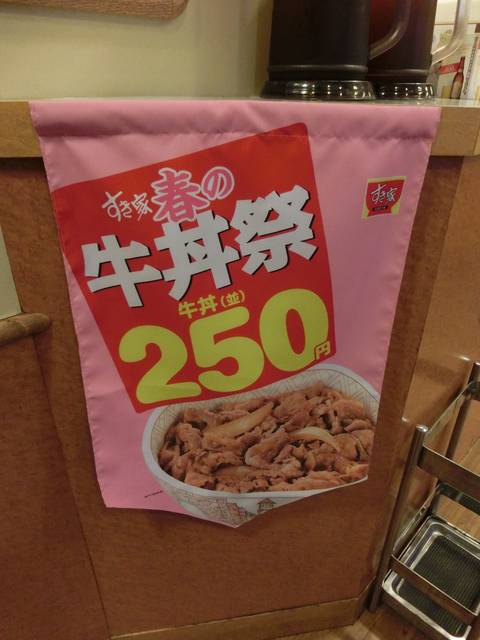 すき家 春の
牛丼祭
牛丼(並)
250円
すき家